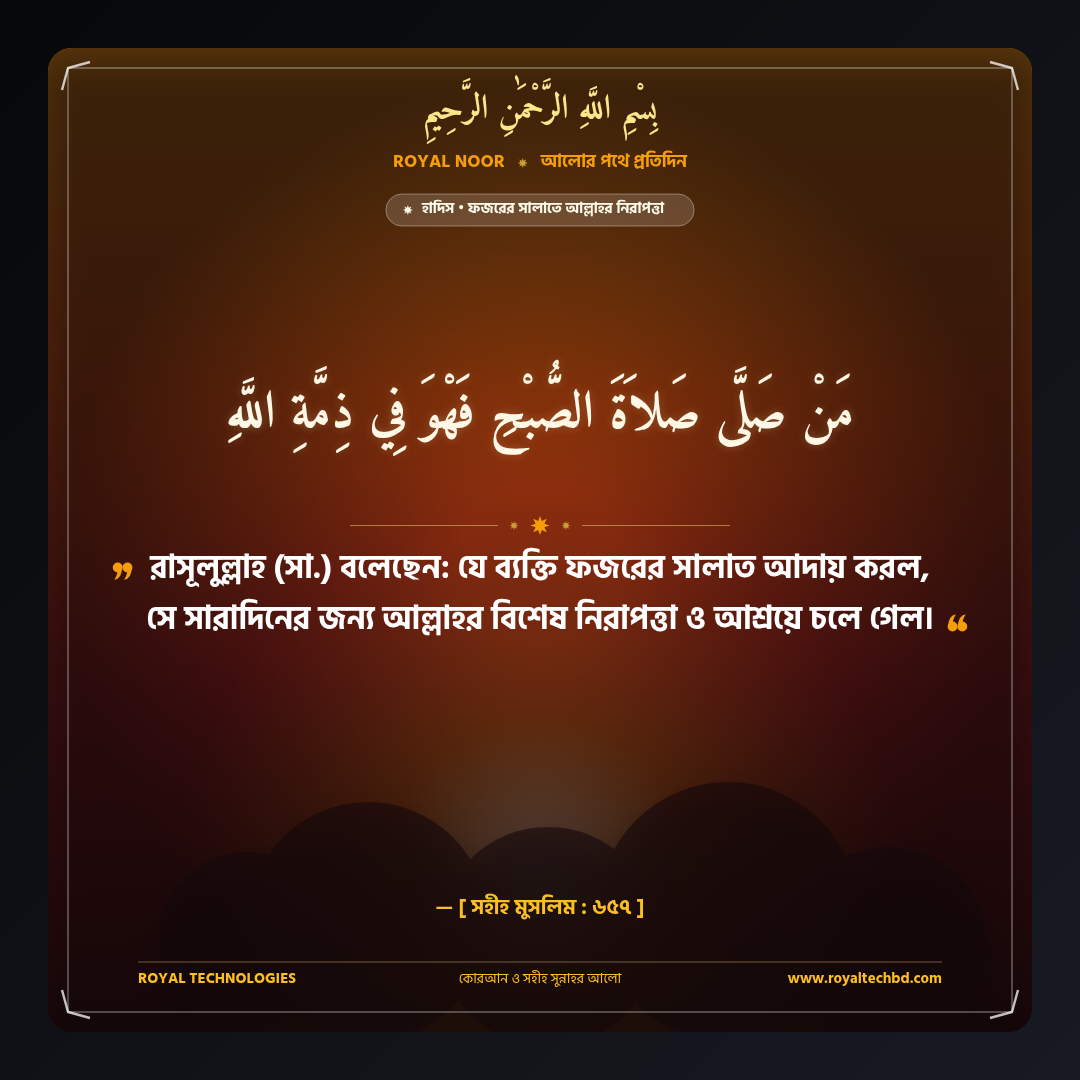 بِسْمِ اللَّهِ الرَّحْمَٰنِ الرَّحِيمِ
ROYAL NOOR ✷ আলোর পথে প্রতিদিন
✷ হাদিস • ফজরের সালাতে আল্লাহর নিরাপত্তা
مَنْ صَلَّى صَلاَةَ الصُّبْحِ فَهْوَ فِي ذِمَّةِ اللَّهِ
” রাসূলুল্লাহ (সা.) বলেছেন: যে ব্যক্তি ফজরের সালাত আদায় করল,
সে সারাদিনের জন্য আল্লাহর বিশেষ নিরাপত্তা ও আশ্রয়ে চলে গেল। “
— [ সহীহ মুসলিম : ৬৫৭ ]
ROYAL TECHNOLOGIES কোরআন ও সহীহ সুন্নাহর আলো www.royaltechbd.com